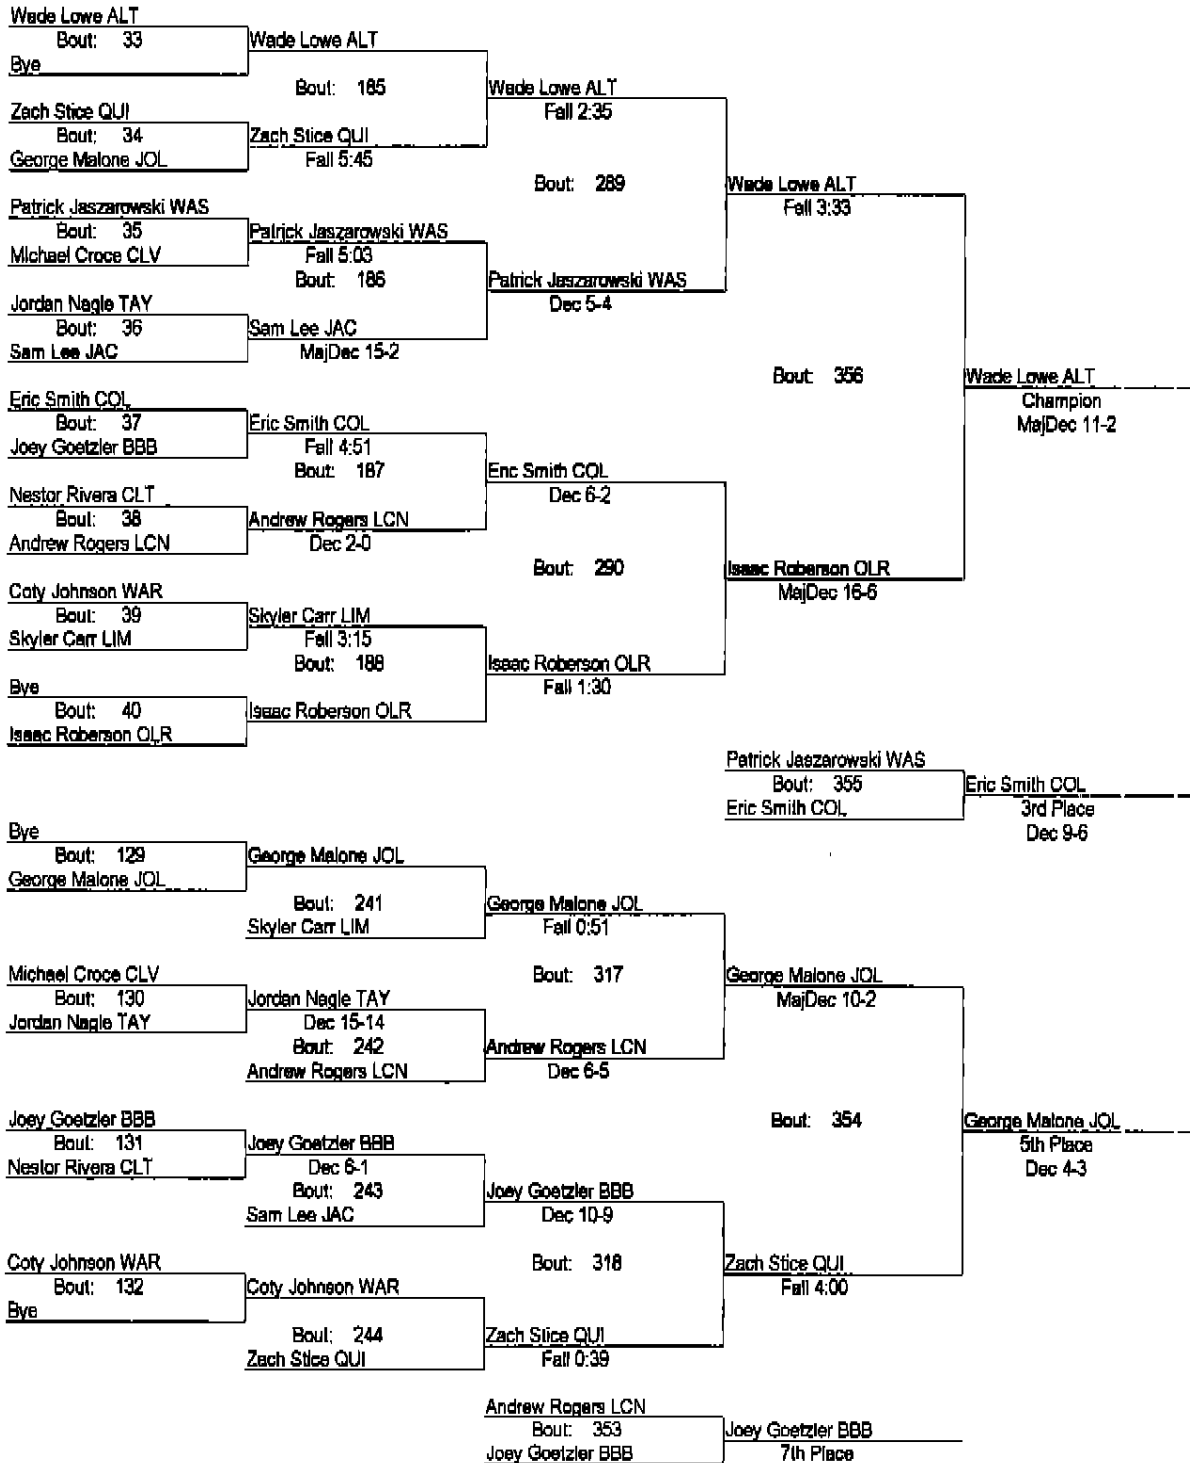 Wade Lowe ALT
Bout: 33
Bye
Wade Lowe ALT
Bout: 185
Zach Stice QUI
Bout: 34
George Malone JOL
Zach Stice QUI
Fall 5:45
Wade Lowe ALT
Fall 2:35
Bout: 289
Patrick Jaszarowski WAS
Bout: 35
Michael Croce CLV
Patrick Jaszarowski WAS
Fall 5:03
Bout: 186
Jordan Nagle TAY
Bout: 36
Sam Lee JAC
Sam Lee JAC
MajDec 15-2
Patrick Jaszarowski WAS
Dec 5-4
Wade Lowe ALT
Fall 3:33
Bout: 356
Eric Smith COL
Bout: 37
Joey Goetzler BBB
Eric Smith COL
Fall 4:51
Bout: 187
Nestor Rivera CLT
Bout: 38
Andrew Rogers LCN
Andrew Rogers LCN
Dec 2-0
Eric Smith COL
Dec 6-2
Bout: 290
Coty Johnson WAR
Bout: 39
Skyler Carr LIM
Skyler Carr LIM
Fall 3:15
Bout: 188
Bye
Bout: 40
Isaac Roberson OLR
Isaac Roberson OLR
Isaac Roberson OLR
Fall 1:30
Isaac Roberson OLR
MajDec 16-6
Wade Lowe ALT
Champion
MajDec 11-2
Patrick Jaszarowski WAS
Bout: 355
Eric Smith COL
Eric Smith COL
3rd Place
Dec 9-6
Bye
Bout: 129
George Malone JOL
George Malone JOL
Bout: 241
Skyler Carr LIM
George Malone JOL
Fall 0:51
Bout: 317
Michael Croce CLV
Bout: 130
Jordan Nagle TAY
Jordan Nagle TAY
Dec 15-14
Bout: 242
Andrew Rogers LCN
Andrew Rogers LCN
Dec 6-5
George Malone JOL
MajDec 10-2
Bout: 354
Joey Goetzler BBB
Bout: 131
Nestor Rivera CLT
Joey Goetzler BBB
Dec 6-1
Bout: 243
Sam Lee JAC
Joey Goetzler BBB
Dec 10-9
Bout: 318
Coty Johnson WAR
Bout: 132
Bye
Coty Johnson WAR
Bout: 244
Zach Stice QUI
Zach Stice QUI
Fall 0:39
Zach Stice QUI
Fall 4:00
George Malone JOL
5th Place
Dec 4-3
Andrew Rogers LCN
Bout: 353
Joey Goetzler BBB
Joey Goetzler BBB
7th Place